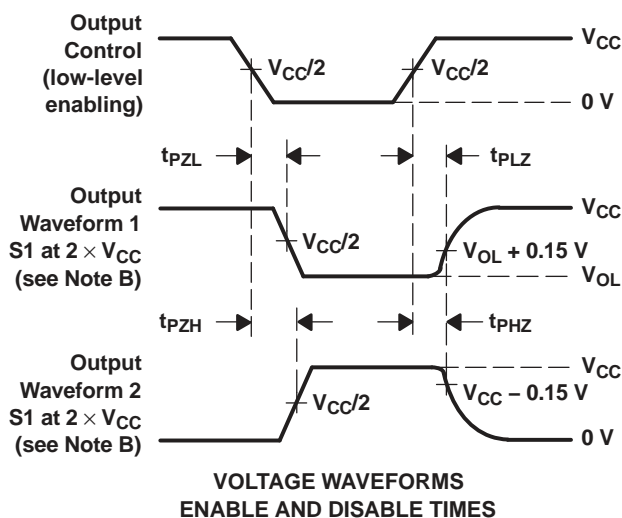 Output
Control
(low-level
enabling)
VCC/2
VCC/2
VCC
0 V
tPZL
tPLZ
Output
Waveform 1
S1 at 2 × VCC
(see Note B)
VCC/2
VCC
VOL + 0.15 V
VOL
tPZH
tPHZ
Output
Waveform 2
S1 at 2 × VCC
(see Note B)
VCC/2
VCC
VCC – 0.15 V
0 V
VOLTAGE WAVEFORMS
ENABLE AND DISABLE TIMES